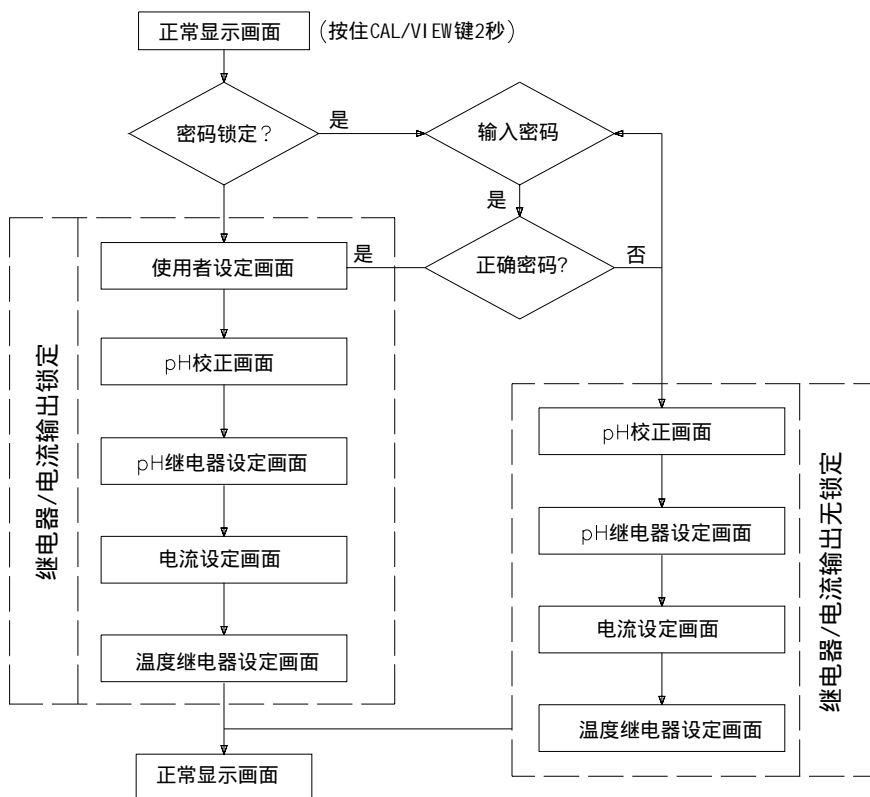 正常显示画面 (按住CAL/VIEW键2秒)
密码锁定?
是
输入密码
是
使用者设定画面
是
正确密码?
否
pH校正画面
pH继电器设定画面
电流设定画面
温度继电器设定画面
继电器/电流输出锁定
pH校正画面
pH继电器设定画面
电流设定画面
温度继电器设定画面
继电器/电流输出无锁定
正常显示画面